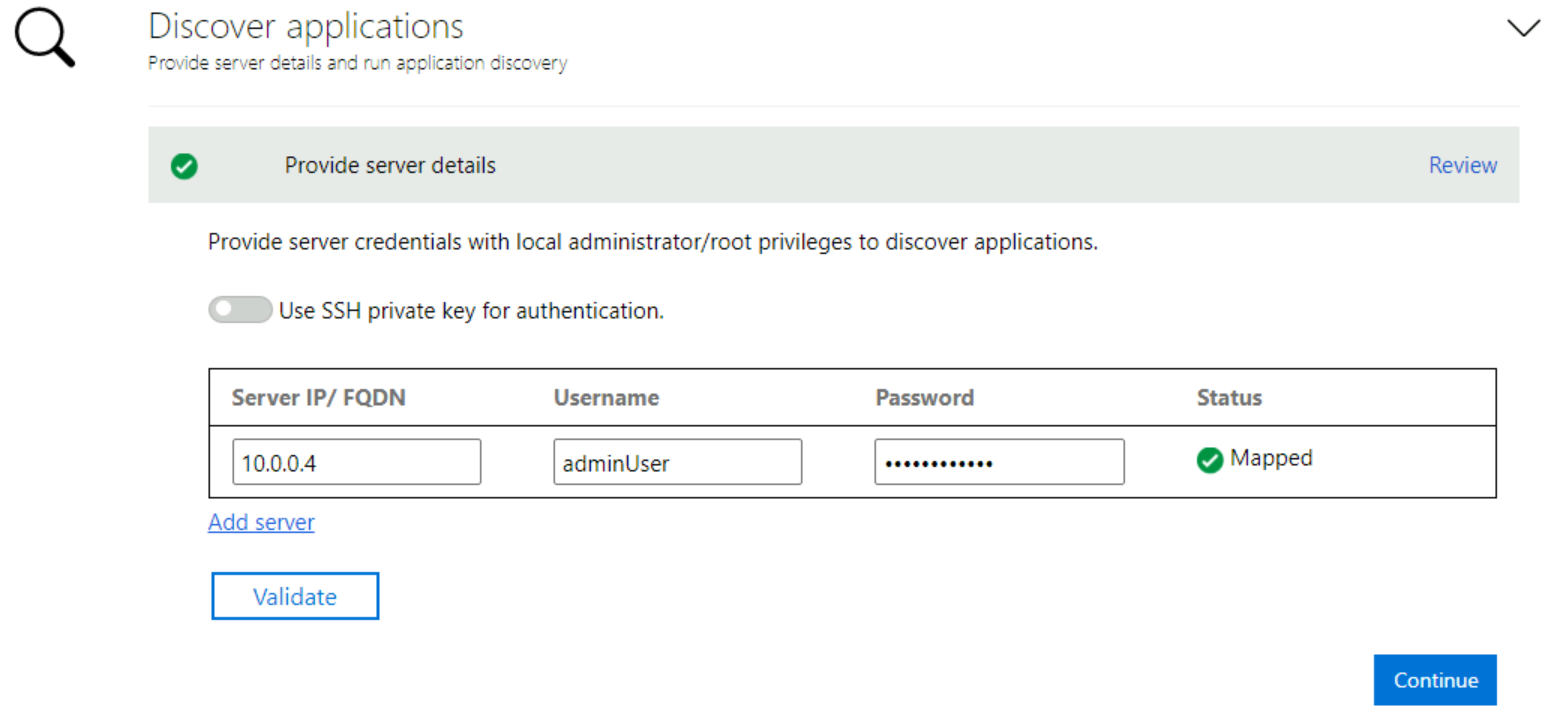 Discover applications
Provide server details and run application discovery
Provide server details
Review
Provide server credentials with local administrator/root privileges to discover applications.
Use SSH private key for authentication.
Server IP/ FQDN Username Password Status
10.0.0.4 adminUser •••••••••••• Mapped
Add server
Validate
Continue